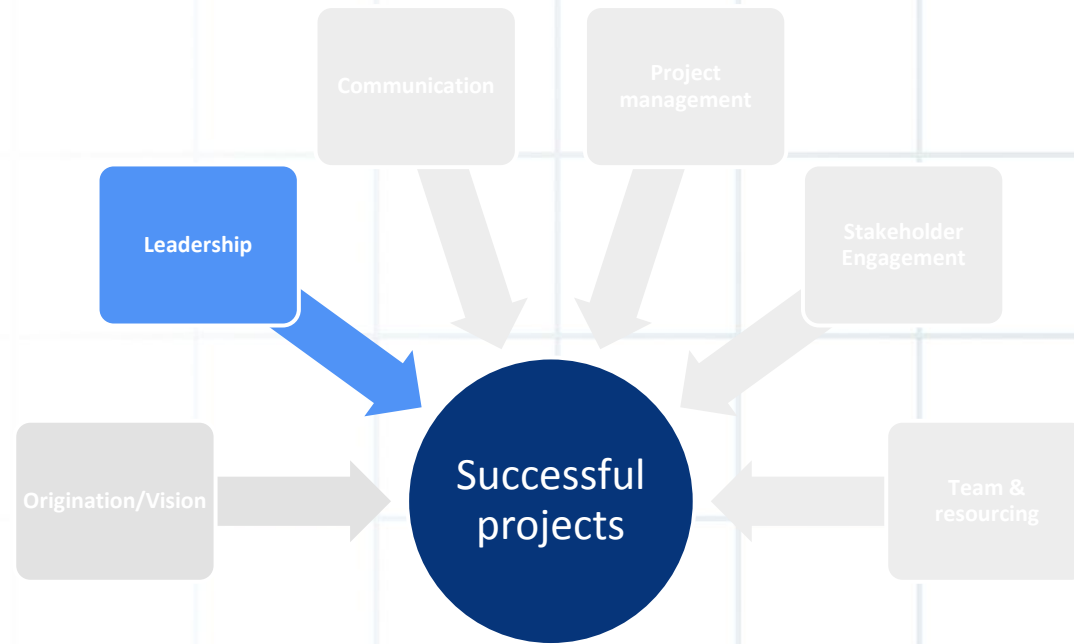 Communication
Project
management
Leadership
Stakeholder
Engagement
Origination/Vision
Successful
projects
Team &
resourcing